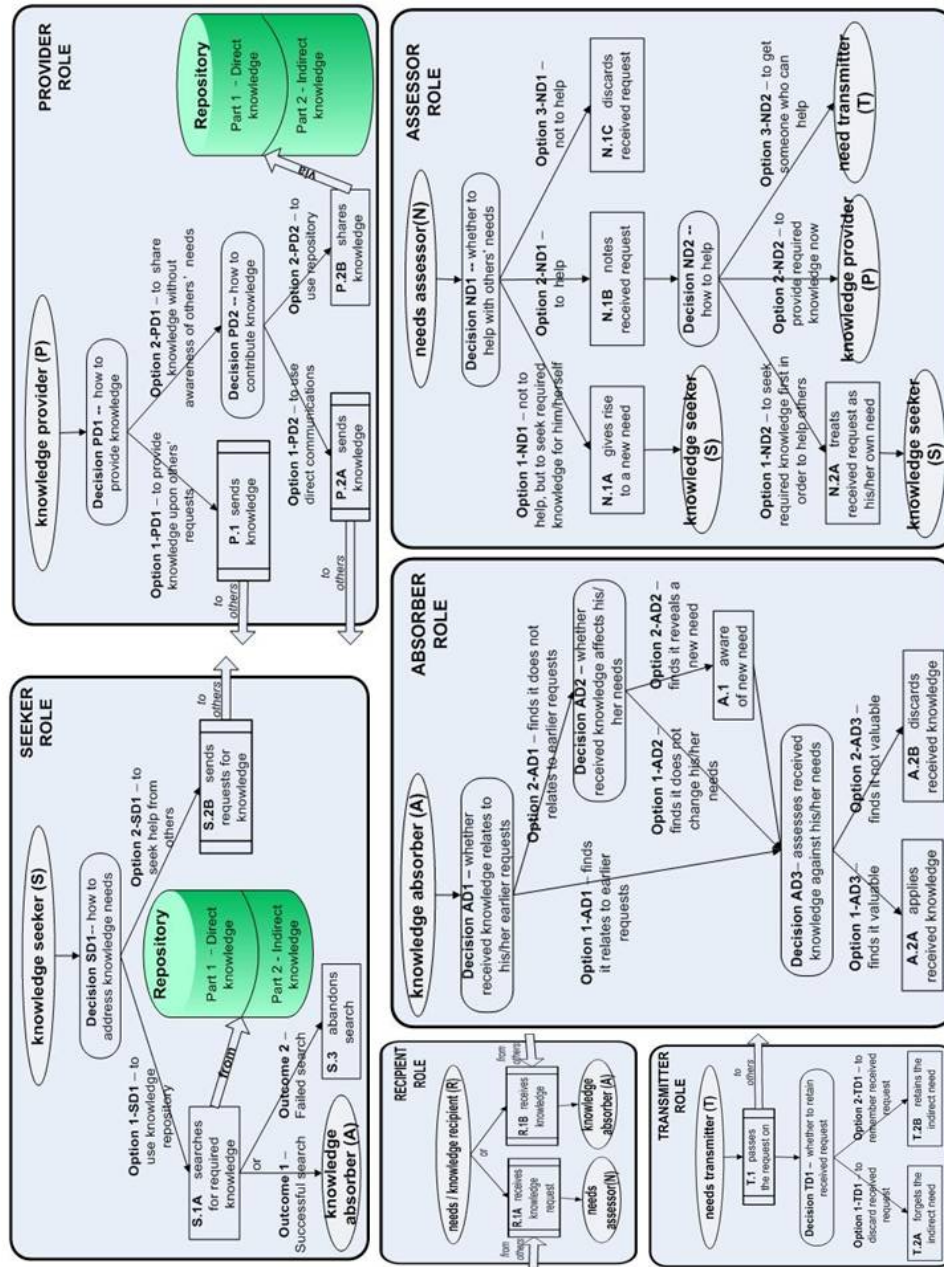 SEEKER
ROLE
knowledge seeker (S)
Decision SD1-- how to
address knowledge needs
Option 1-SD1 – to
use knowledge
repository
Option 2-SD1 – to
seek help from
others
S.1A searches
for required
knowledge
S.2B sends
requests for
knowledge
to
others
from
Repository
Part 1 - Direct
knowledge
Part 2 - Indirect
knowledge
Outcome 1 –
Successful search
or
Outcome 2 –
Failed search
knowledge
absorber (A)
S.3 abandons
search
PROVIDER
ROLE
knowledge provider (P)
Decision PD1 -- how to
provide knowledge
Option 1-PD1 – to provide
knowledge upon others'
requests
Option 2-PD1 – to share
knowledge without
awareness of others' needs
P.1 sends
knowledge
to
others
Decision PD2 -- how to
contribute knowledge
Option 1-PD2 – to use
direct communications
Option 2-PD2 – to
use repository
P.2A sends
knowledge
to
others
P.2B shares
knowledge
via
Repository
Part 1 – Direct
knowledge
Part 2 - Indirect
knowledge
RECIPIENT
ROLE
needs / knowledge recipient (R)
or
from
others
R.1A receives
knowledge
request
R.1B receives
knowledge
from
others
needs
assessor(N)
knowledge
absorber (A)
TRANSMITTER
ROLE
needs transmitter (T)
T.1 passes
the request on
to
others
Decision TD1 – whether to retain
received request
Option 1-TD1 – to
discard received
request
Option 2-TD1 – to
remember received
request
T.2A forgets the
indirect need
T.2B retains the
indirect need
ABSORBER
ROLE
knowledge absorber (A)
Decision AD1 – whether
received knowledge relates to
his/her earlier requests
Option 1-AD1 – finds
it relates to earlier
requests
Option 2-AD1 – finds it does not
relates to earlier requests
Decision AD2 – whether
received knowledge affects his/
her needs
Option 1-AD2 –
finds it does not
change his/her
needs
Option 2-AD2 –
finds it reveals a
new need
A.1 aware
of new need
Decision AD3 – assesses received
knowledge against his/her needs
Option 1-AD3–
finds it valuable
Option 2-AD3–
finds it not valuable
A.2A applies
received knowledge
A.2B discards
received knowledge
ASSESSOR
ROLE
needs assessor(N)
Decision ND1 -- whether to
help with others' needs
Option 1-ND1 – not to
help, but to seek required
knowledge for him/herself
Option 2-ND1 –
to help
Option 3-ND1 –
not to help
N.1A gives rise
to a new need
N.1B notes
received request
N.1C discards
received request
knowledge seeker
(S)
Decision ND2 --
how to help
Option 1-ND2 – to seek
required knowledge first in
order to help others
Option 2-ND2 – to
provide required
knowledge now
Option 3-ND2 – to get
someone who can
help
N.2A treats
received request as
his/her own need
knowledge seeker
(S)
knowledge provider
(P)
need transmitter
(T)